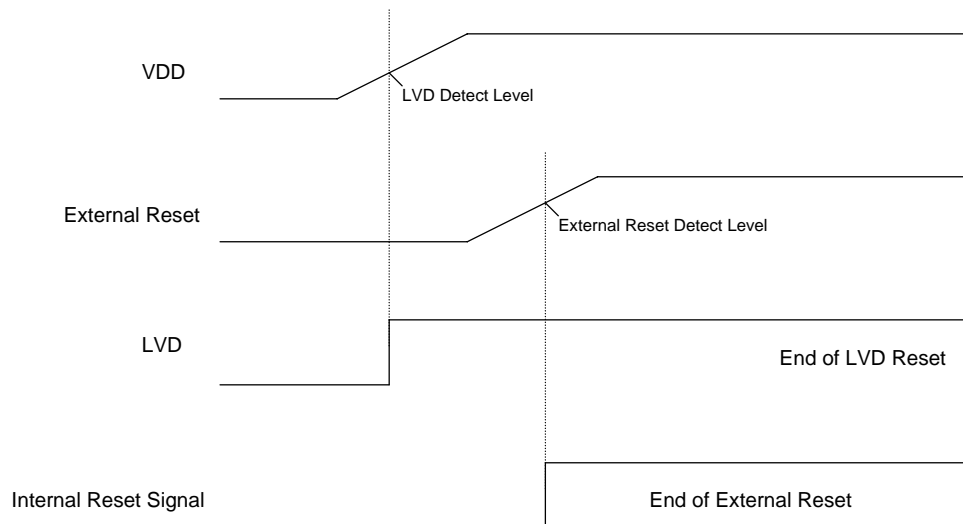 VDD
LVD Detect Level
External Reset
External Reset Detect Level
LVD
End of LVD Reset
Internal Reset Signal
End of External Reset